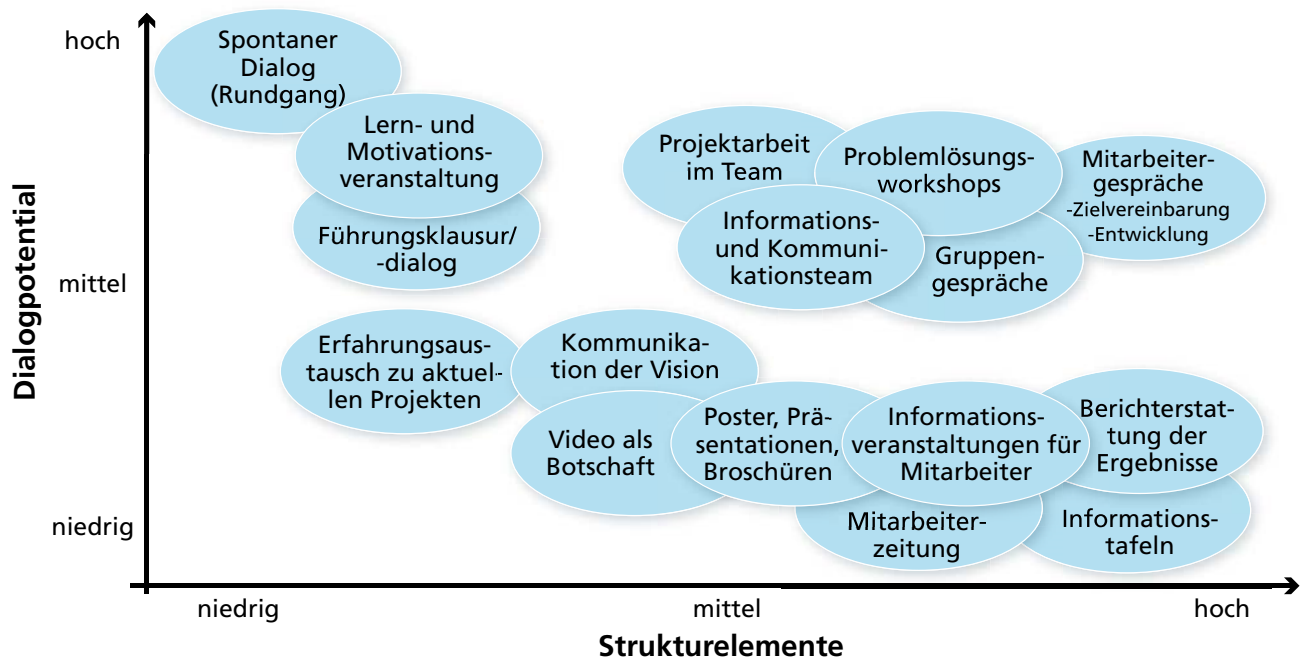 hoch
Spontaner
Dialog
(Rundgang)
Lern- und
Motivations-
veranstaltung
Führungsklausur/
-dialog
Projektarbeit
im Team
Problemlösungs-
workshops
Mitarbeiter-
gespräche
-Zielvereinbarung
-Entwicklung
Informations-
und Kommuni-
kationsteam
Gruppen-
gespräche
mittel
Dialogpotential
Erfahrungsaus-
tausch zu aktuel-
len Projekten
Kommunika-
tion der Vision
Video als
Botschaft
Poster, Prä-
sentationen,
Broschüren
Informations-
veranstaltungen für
Mitarbeiter
Berichterstat-
tung der
Ergebnisse
Mitarbeiter-
zeitung
Informations-
tafeln
niedrig
niedrig
mittel
hoch
Strukturelemente